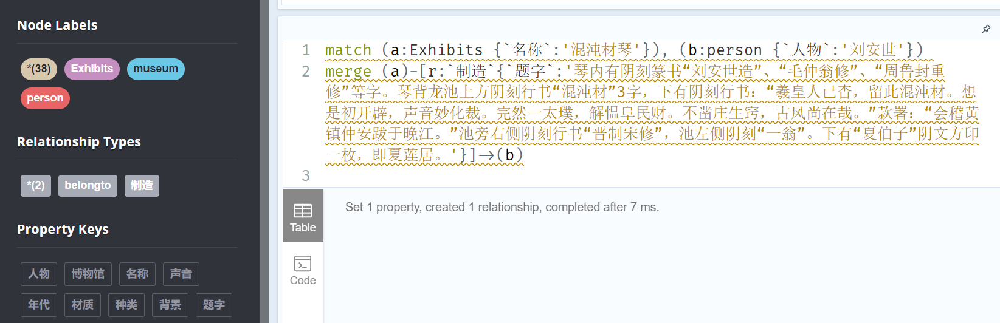 Node Labels
*(38) Exhibits museum
person
Relationship Types
*(2) belongto 制造
Property Keys
人物 博物馆 名称 声音
年代 材质 种类 背景 题字
1 match (a:Exhibits {`名称`:'混沌材琴'}), (b:person {`人物`:'刘安世'})
2 merge (a)-[r:`制造`{`题字`:'琴内有阴刻篆书“刘安世造”、“毛仲翁修”、“周鲁封重
修”等字。琴背龙池上方阴刻行书“混沌材”3字，下有阴刻行书：“羲皇人已杳，留此混沌材。想
是初开辟，声音妙化裁。完然一太璞，解愠阜民财。不凿庄生窍，古风尚在哉。”款署：“会稽黄
镇仲安跋于晚江。”池旁右侧阴刻行书“晋制宋修”，池左侧阴刻“一翁”。下有“夏伯子”阴文方印
一枚，即夏莲居。'}]->(b)
3
Table
Set 1 property, created 1 relationship, completed after 7 ms.
Code